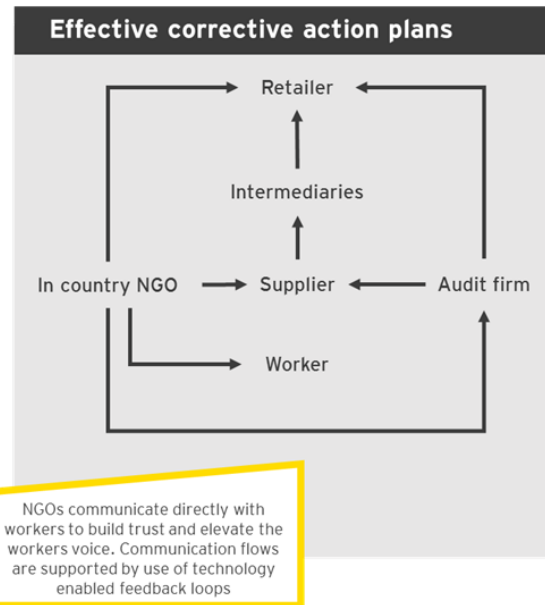 Effective corrective action plans
Retailer
Intermediaries
In country NGO
Supplier
Audit firm
Worker
NGOs communicate directly with
workers to build trust and elevate the
workers voice. Communication flows
are supported by use of technology
enabled feedback loops